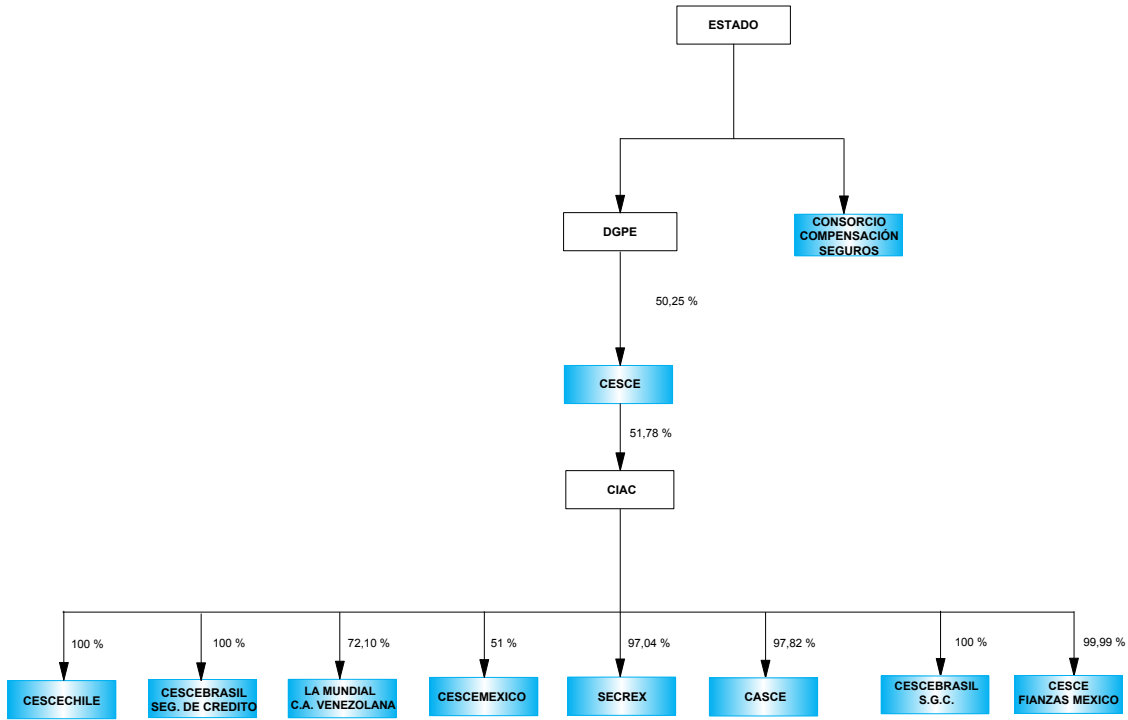 ESTADO
DGPE
CONSORCIO
COMPENSACIÓN
SEGUROS
50,25 %
CESCE
51,78 %
CIAC
100 %
100 %
72,10 %
51 %
97,04 %
97,82 %
100 %
99,99 %
CESCECHILE
CESCEBRASIL
SEG. DE CREDITO
LA MUNDIAL
C.A. VENEZOLANA
CESCEMEXICO
SECREX
CASCE
CESCEBRASIL
S.G.C.
CESCE
FIANZAS MEXICO